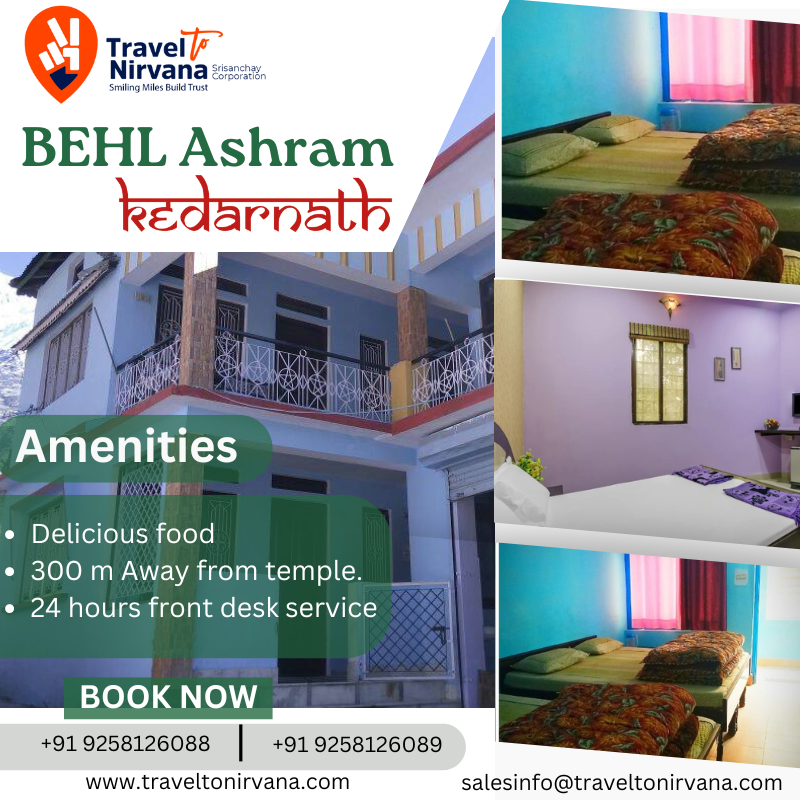 Travel To
Nirvana
Srisanchay
Corporation
Smiling Miles Build Trust
BEHL Ashram
kedarnath
Amenities
• Delicious food
• 300 m Away from temple.
• 24 hours front desk service
BOOK NOW
+91 9258126088 | +91 9258126089
www.traveltonirvana.com
salesinfo@traveltonirvana.com